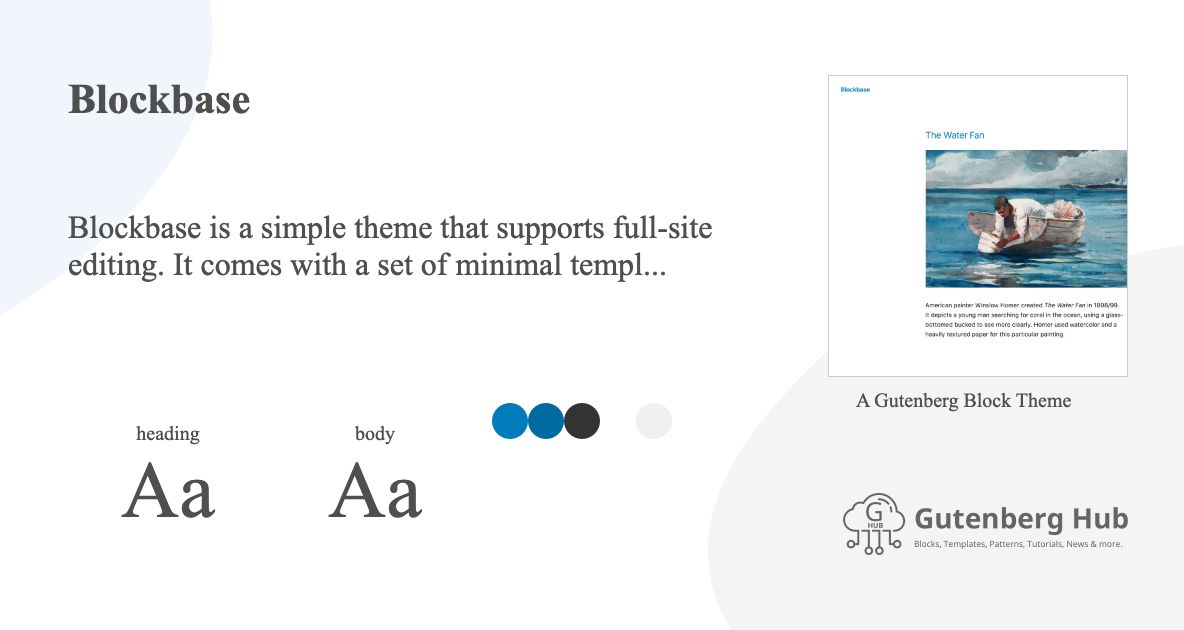 Blockbase
Blockbase is a simple theme that supports full-site
editing. It comes with a set of minimal templ...
heading
Aa
body
Aa
Blockbase
The Water Fan
American painter Winslow Homer created The Water Fan in 1898/99.
It depicts a young man searching for coral in the ocean, using a glass-
bottomed bucked to see more clearly. Homer used watercolor and a
heavily textured paper for this particular painting.
A Gutenberg Block Theme
G
HUB
Gutenberg Hub
Blocks, Templates, Patterns, Tutorials, News & more.